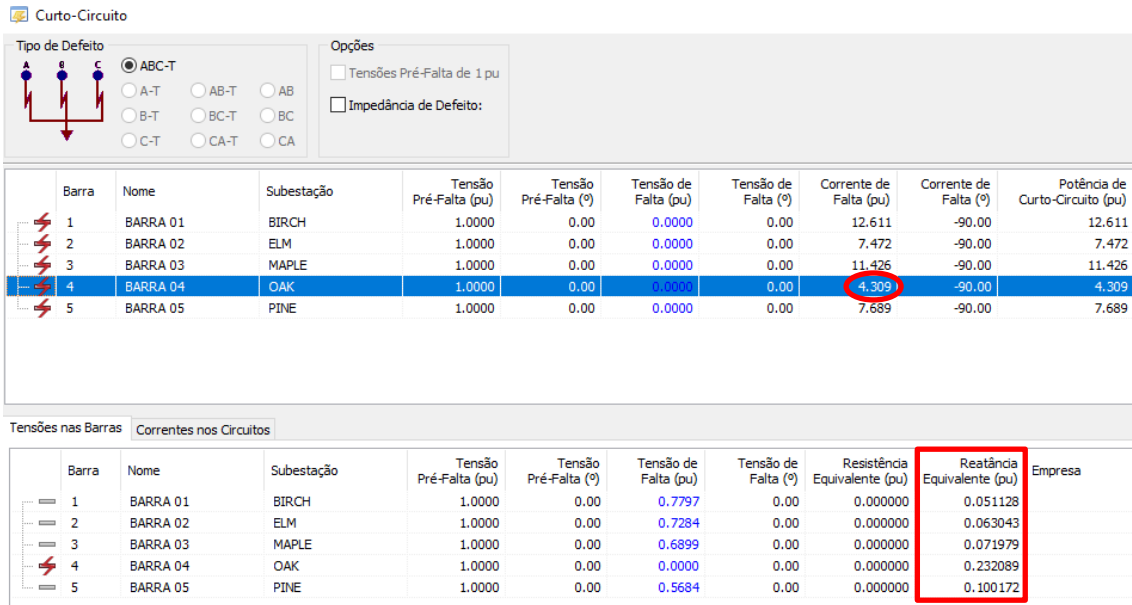 Curto-Circuito
Tipo de Defeito
Opções
A B C
ABC-T
Tensões Pré-Falta de 1 pu
A-T AB-T AB
Impedância de Defeito:
B-T BC-T BC
C-T CA-T CA
Barra Nome Subestação Tensão Pré-Falta (pu) Tensão Pré-Falta (º) Tensão de Falta (pu) Tensão de Falta (º) Corrente de Falta (pu) Corrente de Falta (º) Potência de Curto-Circuito (pu)
1 BARRA 01 BIRCH 1.0000 0.00 0.0000 0.00 12.611 -90.00 12.611
2 BARRA 02 ELM 1.0000 0.00 0.0000 0.00 7.472 -90.00 7.472
3 BARRA 03 MAPLE 1.0000 0.00 0.0000 0.00 11.426 -90.00 11.426
4 BARRA 04 OAK 1.0000 0.00 0.0000 0.00 4.309 -90.00 4.309
5 BARRA 05 PINE 1.0000 0.00 0.0000 0.00 7.689 -90.00 7.689
Tensões nas Barras Correntes nos Circuitos
Barra Nome Subestação Tensão Pré-Falta (pu) Tensão Pré-Falta (º) Tensão de Falta (pu) Tensão de Falta (º) Resistência Equivalente (pu) Reatância Equivalente (pu) Empresa
1 BARRA 01 BIRCH 1.0000 0.00 0.7797 0.00 0.000000 0.051128
2 BARRA 02 ELM 1.0000 0.00 0.7284 0.00 0.000000 0.063043
3 BARRA 03 MAPLE 1.0000 0.00 0.6899 0.00 0.000000 0.071979
4 BARRA 04 OAK 1.0000 0.00 0.0000 0.00 0.000000 0.232089
5 BARRA 05 PINE 1.0000 0.00 0.5684 0.00 0.000000 0.100172